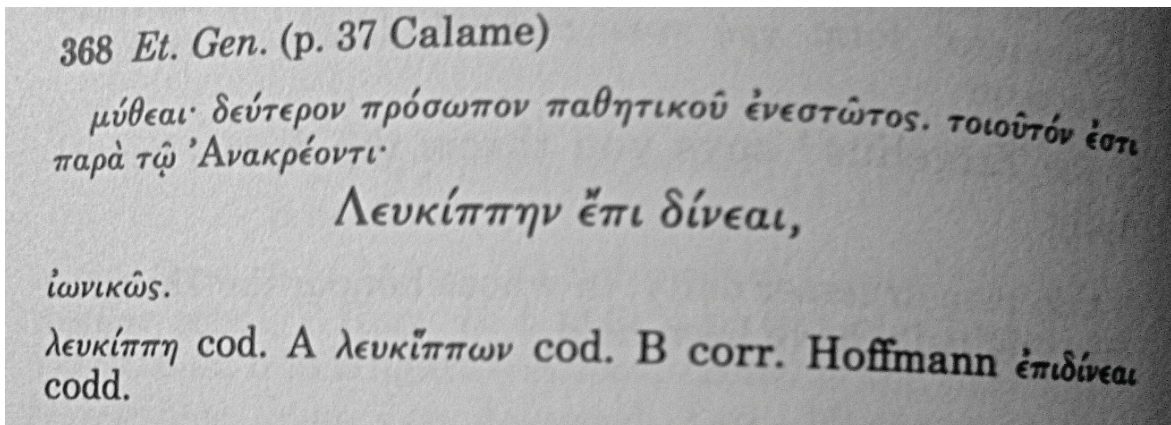 368 Et. Gen. (p. 37 Calame)
μύθεαι· δεύτερον πρόσωπον παθητικοῦ ἐνεστῶτος. τοιοῦτόν ἐστι
παρὰ τῷ Ἀνακρέοντι·
Λευκίππην ἔπι δίνεαι,
ἰωνικῶς.
λευκίππη cod. A λευκἵππων cod. B corr. Hoffmann ἐπιδίνεαι
codd.